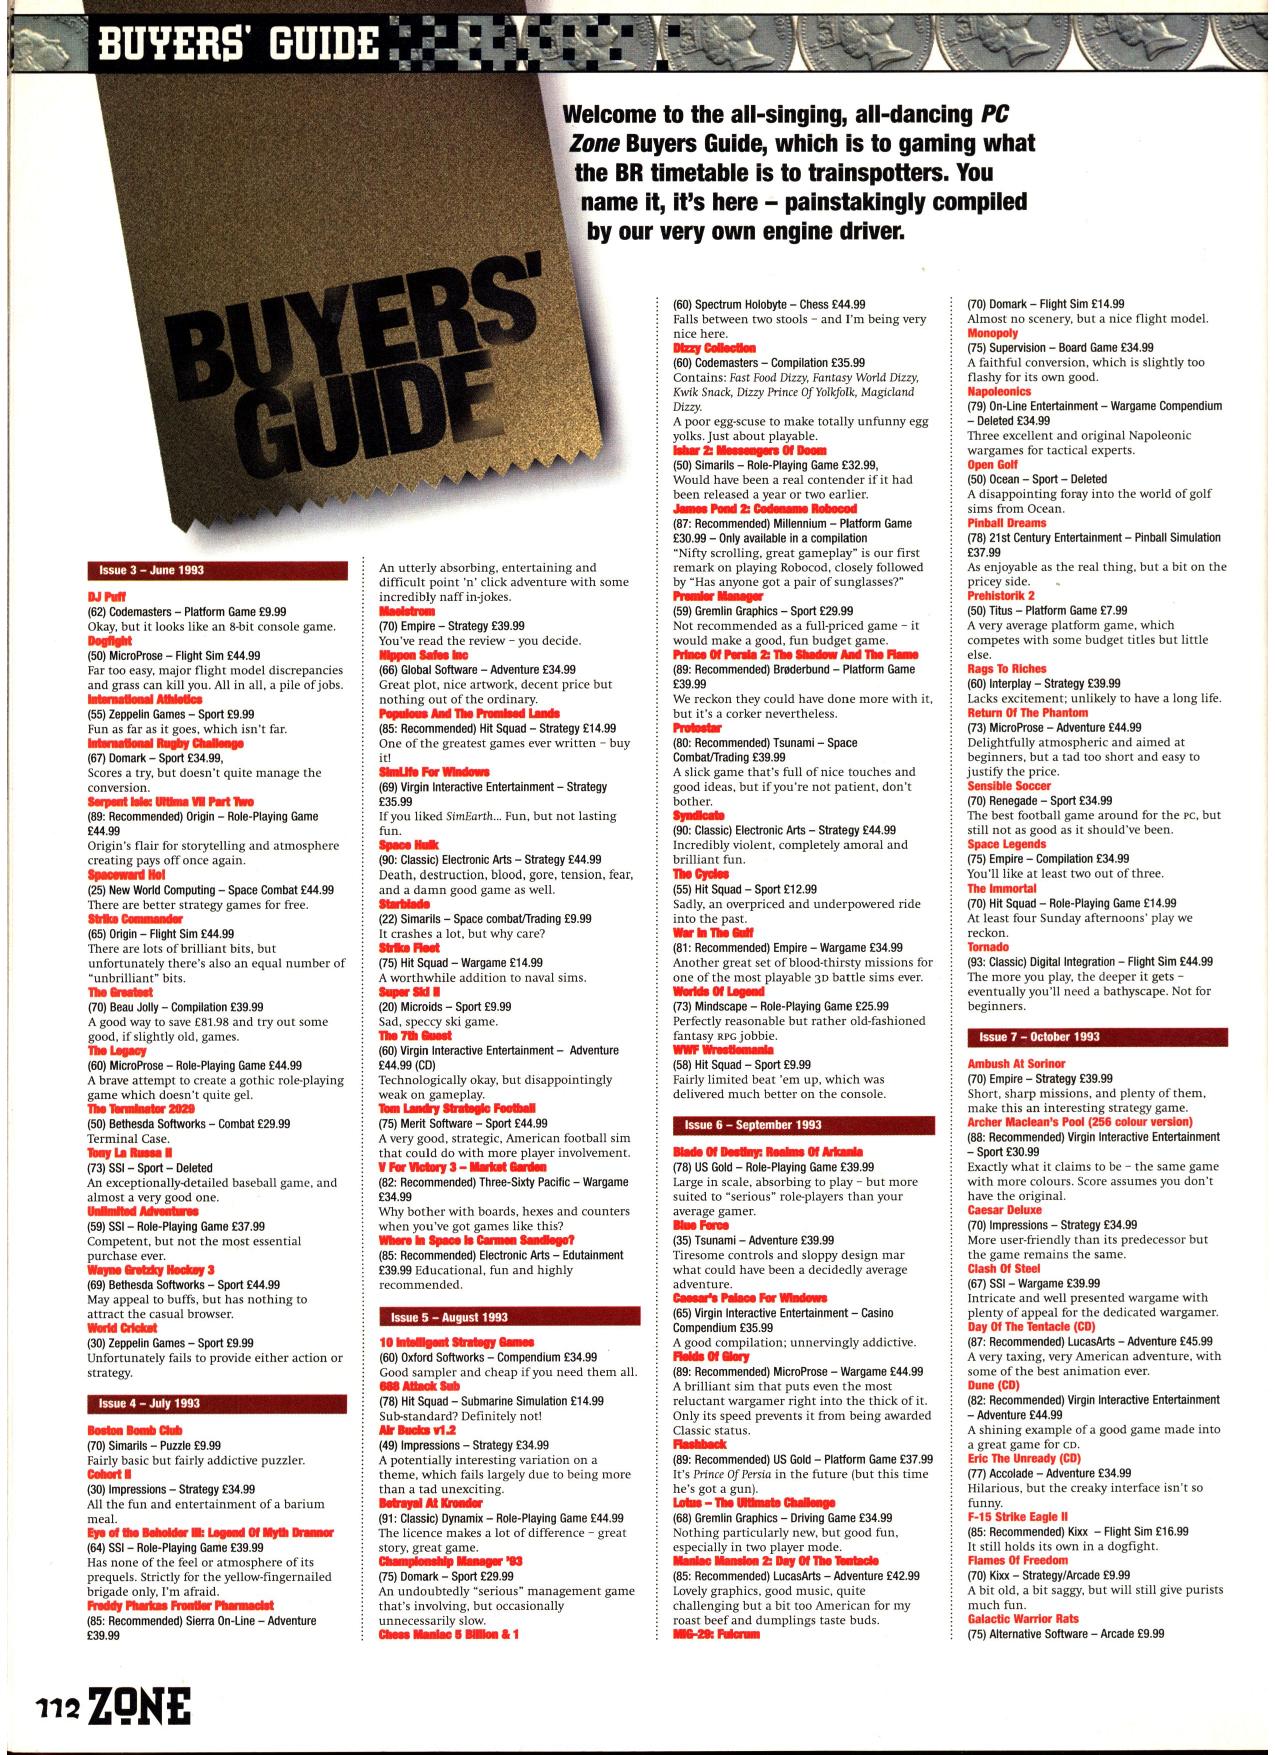 BUYERS' GUIDE
Welcome to the all-singing, all-dancing PC
Zone Buyers Guide, which is to gaming what
the BR timetable is to trainspotters. You
name it, it's here – painstakingly compiled
by our very own engine driver.
BUYERS'
GUIDE
Issue 3 – June 1993
DJ Puff
(62) Codemasters – Platform Game £9.99
Okay, but it looks like an 8-bit console game.
Dogfight
(50) MicroProse – Flight Sim £44.99
Far too easy, major flight model discrepancies
and grass can kill you. All in all, a pile of jobs.
International Athletics
(55) Zeppelin Games – Sport £9.99
Fun as far as it goes, which isn't far.
International Rugby Challenge
(67) Domark – Sport £34.99,
Scores a try, but doesn't quite manage the
conversion.
Serpent Isle: Ultima VII Part Two
(89: Recommended) Origin – Role-Playing Game
£44.99
Origin's flair for storytelling and atmosphere
creating pays off once again.
Spaceward Ho!
(25) New World Computing – Space Combat £44.99
There are better strategy games for free.
Strike Commander
(65) Origin – Flight Sim £44.99
There are lots of brilliant bits, but
unfortunately there's also an equal number of
"unbrilliant" bits.
The Greatest
(70) Beau Jolly – Compilation £39.99
A good way to save £81.98 and try out some
good, if slightly old, games.
The Legacy
(60) MicroProse – Role-Playing Game £44.99
A brave attempt to create a gothic role-playing
game which doesn't quite gel.
The Terminator 2029
(50) Bethesda Softworks – Combat £29.99
Terminal Case.
Tony La Russa II
(73) SSI – Sport – Deleted
An exceptionally-detailed baseball game, and
almost a very good one.
Unlimited Adventures
(59) SSI – Role-Playing Game £37.99
Competent, but not the most essential
purchase ever.
Wayne Gretzky Hockey 3
(69) Bethesda Softworks – Sport £44.99
May appeal to buffs, but has nothing to
attract the casual browser.
World Cricket
(30) Zeppelin Games – Sport £9.99
Unfortunately fails to provide either action or
strategy.
Issue 4 – July 1993
Boston Bomb Club
(70) Simarils – Puzzle £9.99
Fairly basic but fairly addictive puzzler.
Cohort II
(30) Impressions – Strategy £34.99
All the fun and entertainment of a barium
meal.
Eye of the Beholder III: Legend Of Myth Drannor
(64) SSI – Role-Playing Game £39.99
Has none of the feel or atmosphere of its
prequels. Strictly for the yellow-fingernailed
brigade only, I'm afraid.
Freddy Pharkas Frontier Pharmacist
(85: Recommended) Sierra On-Line – Adventure
£39.99
An utterly absorbing, entertaining and
difficult point 'n' click adventure with some
incredibly naff in-jokes.
Maelstrom
(70) Empire – Strategy £39.99
You've read the review – you decide.
Nippon Safes Inc
(66) Global Software – Adventure £34.99
Great plot, nice artwork, decent price but
nothing out of the ordinary.
Populous And The Promised Lands
(85: Recommended) Hit Squad – Strategy £14.99
One of the greatest games ever written – buy
it!
SimLife For Windows
(69) Virgin Interactive Entertainment – Strategy
£35.99
If you liked SimEarth... Fun, but not lasting
fun.
Space Hulk
(90: Classic) Electronic Arts – Strategy £44.99
Death, destruction, blood, gore, tension, fear,
and a damn good game as well.
Starblade
(22) Simarils – Space combat/Trading £9.99
It crashes a lot, but why care?
Strike Fleet
(75) Hit Squad – Wargame £14.99
A worthwhile addition to naval sims.
Super Ski II
(20) Microids – Sport £9.99
Sad, speccy ski game.
The 7th Guest
(60) Virgin Interactive Entertainment – Adventure
£44.99 (CD)
Technologically okay, but disappointingly
weak on gameplay.
Tom Landry Strategic Football
(75) Merit Software – Sport £44.99
A very good, strategic, American football sim
that could do with more player involvement.
V For Victory 3 – Market Garden
(82: Recommended) Three-Sixty Pacific – Wargame
£34.99
Why bother with boards, hexes and counters
when you've got games like this?
Where In Space Is Carmen Sandiego?
(85: Recommended) Electronic Arts – Edutainment
£39.99 Educational, fun and highly
recommended.
Issue 5 – August 1993
10 Intelligent Strategy Games
(60) Oxford Softworks – Compendium £34.99
Good sampler and cheap if you need them all.
688 Attack Sub
(78) Hit Squad – Submarine Simulation £14.99
Sub-standard? Definitely not!
Air Bucks v1.2
(49) Impressions – Strategy £34.99
A potentially interesting variation on a
theme, which fails largely due to being more
than a tad unexciting.
Betrayal At Krondor
(91: Classic) Dynamix – Role-Playing Game £44.99
The licence makes a lot of difference – great
story, great game.
Championship Manager '93
(75) Domark – Sport £29.99
An undoubtedly "serious" management game
that's involving, but occasionally
unnecessarily slow.
Chess Maniac 5 Billion & 1
(60) Spectrum Holobyte – Chess £44.99
Falls between two stools – and I'm being very
nice here.
Dizzy Collection
(60) Codemasters – Compilation £35.99
Contains: Fast Food Dizzy, Fantasy World Dizzy,
Kwik Snack, Dizzy Prince Of Yolkfolk, Magicland
Dizzy.
A poor egg-scuse to make totally unfunny egg
yolks. Just about playable.
Ishar 2: Messengers Of Doom
(50) Simarils – Role-Playing Game £32.99,
Would have been a real contender if it had
been released a year or two earlier.
James Pond 2: Codename Robocod
(87: Recommended) Millennium – Platform Game
£30.99 – Only available in a compilation
"Nifty scrolling, great gameplay" is our first
remark on playing Robocod, closely followed
by "Has anyone got a pair of sunglasses?"
Premier Manager
(59) Gremlin Graphics – Sport £29.99
Not recommended as a full-priced game – it
would make a good, fun budget game.
Prince Of Persia 2: The Shadow And The Flame
(89: Recommended) Brøderbund – Platform Game
£39.99
We reckon they could have done more with it,
but it's a corker nevertheless.
Protostar
(80: Recommended) Tsunami – Space
Combat/Trading £39.99
A slick game that's full of nice touches and
good ideas, but if you're not patient, don't
bother.
Syndicate
(90: Classic) Electronic Arts – Strategy £44.99
Incredibly violent, completely amoral and
brilliant fun.
The Cycles
(55) Hit Squad – Sport £12.99
Sadly, an overpriced and underpowered ride
into the past.
War In The Gulf
(81: Recommended) Empire – Wargame £34.99
Another great set of blood-thirsty missions for
one of the most playable 3D battle sims ever.
Worlds Of Legend
(73) Mindscape – Role-Playing Game £25.99
Perfectly reasonable but rather old-fashioned
fantasy RPG jobbie.
WWF Wrestlemania
(58) Hit Squad – Sport £9.99
Fairly limited beat 'em up, which was
delivered much better on the console.
Issue 6 – September 1993
Blade Of Destiny: Realms Of Arkania
(78) US Gold – Role-Playing Game £39.99
Large in scale, absorbing to play – but more
suited to "serious" role-players than your
average gamer.
Blue Force
(35) Tsunami – Adventure £39.99
Tiresome controls and sloppy design mar
what could have been a decidedly average
adventure.
Caesar's Palace For Windows
(65) Virgin Interactive Entertainment – Casino
Compendium £35.99
A good compilation; unnervingly addictive.
Fields Of Glory
(89: Recommended) MicroProse – Wargame £44.99
A brilliant sim that puts even the most
reluctant wargamer right into the thick of it.
Only its speed prevents it from being awarded
Classic status.
Flashback
(89: Recommended) US Gold – Platform Game £37.99
It's Prince Of Persia in the future (but this time
he's got a gun).
Lotus – The Ultimate Challenge
(68) Gremlin Graphics – Driving Game £34.99
Nothing particularly new, but good fun,
especially in two player mode.
Maniac Mansion 2: Day Of The Tentacle
(85: Recommended) LucasArts – Adventure £42.99
Lovely graphics, good music, quite
challenging but a bit too American for my
roast beef and dumplings taste buds.
MIG-29: Fulcrum
(70) Domark – Flight Sim £14.99
Almost no scenery, but a nice flight model.
Monopoly
(75) Supervision – Board Game £34.99
A faithful conversion, which is slightly too
flashy for its own good.
Napoleonics
(79) On-Line Entertainment – Wargame Compendium
– Deleted £34.99
Three excellent and original Napoleonic
wargames for tactical experts.
Open Golf
(50) Ocean – Sport – Deleted
A disappointing foray into the world of golf
sims from Ocean.
Pinball Dreams
(78) 21st Century Entertainment – Pinball Simulation
£37.99
As enjoyable as the real thing, but a bit on the
pricey side.
Prehistorik 2
(50) Titus – Platform Game £7.99
A very average platform game, which
competes with some budget titles but little
else.
Rags To Riches
(60) Interplay – Strategy £39.99
Lacks excitement; unlikely to have a long life.
Return Of The Phantom
(73) MicroProse – Adventure £44.99
Delightfully atmospheric and aimed at
beginners, but a tad too short and easy to
justify the price.
Sensible Soccer
(70) Renegade – Sport £34.99
The best football game around for the PC, but
still not as good as it should've been.
Space Legends
(75) Empire – Compilation £34.99
You'll like at least two out of three.
The Immortal
(70) Hit Squad – Role-Playing Game £14.99
At least four Sunday afternoons' play we
reckon.
Tornado
(93: Classic) Digital Integration – Flight Sim £44.99
The more you play, the deeper it gets –
eventually you'll need a bathyscape. Not for
beginners.
Issue 7 – October 1993
Ambush At Sorinor
(70) Empire – Strategy £39.99
Short, sharp missions, and plenty of them,
make this an interesting strategy game.
Archer Maclean's Pool (256 colour version)
(88: Recommended) Virgin Interactive Entertainment
– Sport £30.99
Exactly what it claims to be – the same game
with more colours. Score assumes you don't
have the original.
Caesar Deluxe
(70) Impressions – Strategy £34.99
More user-friendly than its predecessor but
the game remains the same.
Clash Of Steel
(67) SSI – Wargame £39.99
Intricate and well presented wargame with
plenty of appeal for the dedicated wargamer.
Day Of The Tentacle (CD)
(87: Recommended) LucasArts – Adventure £45.99
A very taxing, very American adventure, with
some of the best animation ever.
Dune (CD)
(82: Recommended) Virgin Interactive Entertainment
– Adventure £44.99
A shining example of a good game made into
a great game for CD.
Eric The Unready (CD)
(77) Accolade – Adventure £34.99
Hilarious, but the creaky interface isn't so
funny.
F-15 Strike Eagle II
(85: Recommended) Kixx – Flight Sim £16.99
It still holds its own in a dogfight.
Flames Of Freedom
(70) Kixx – Strategy/Arcade £9.99
A bit old, a bit saggy, but will still give purists
much fun.
Galactic Warrior Rats
(75) Alternative Software – Arcade £9.99
112 ZONE